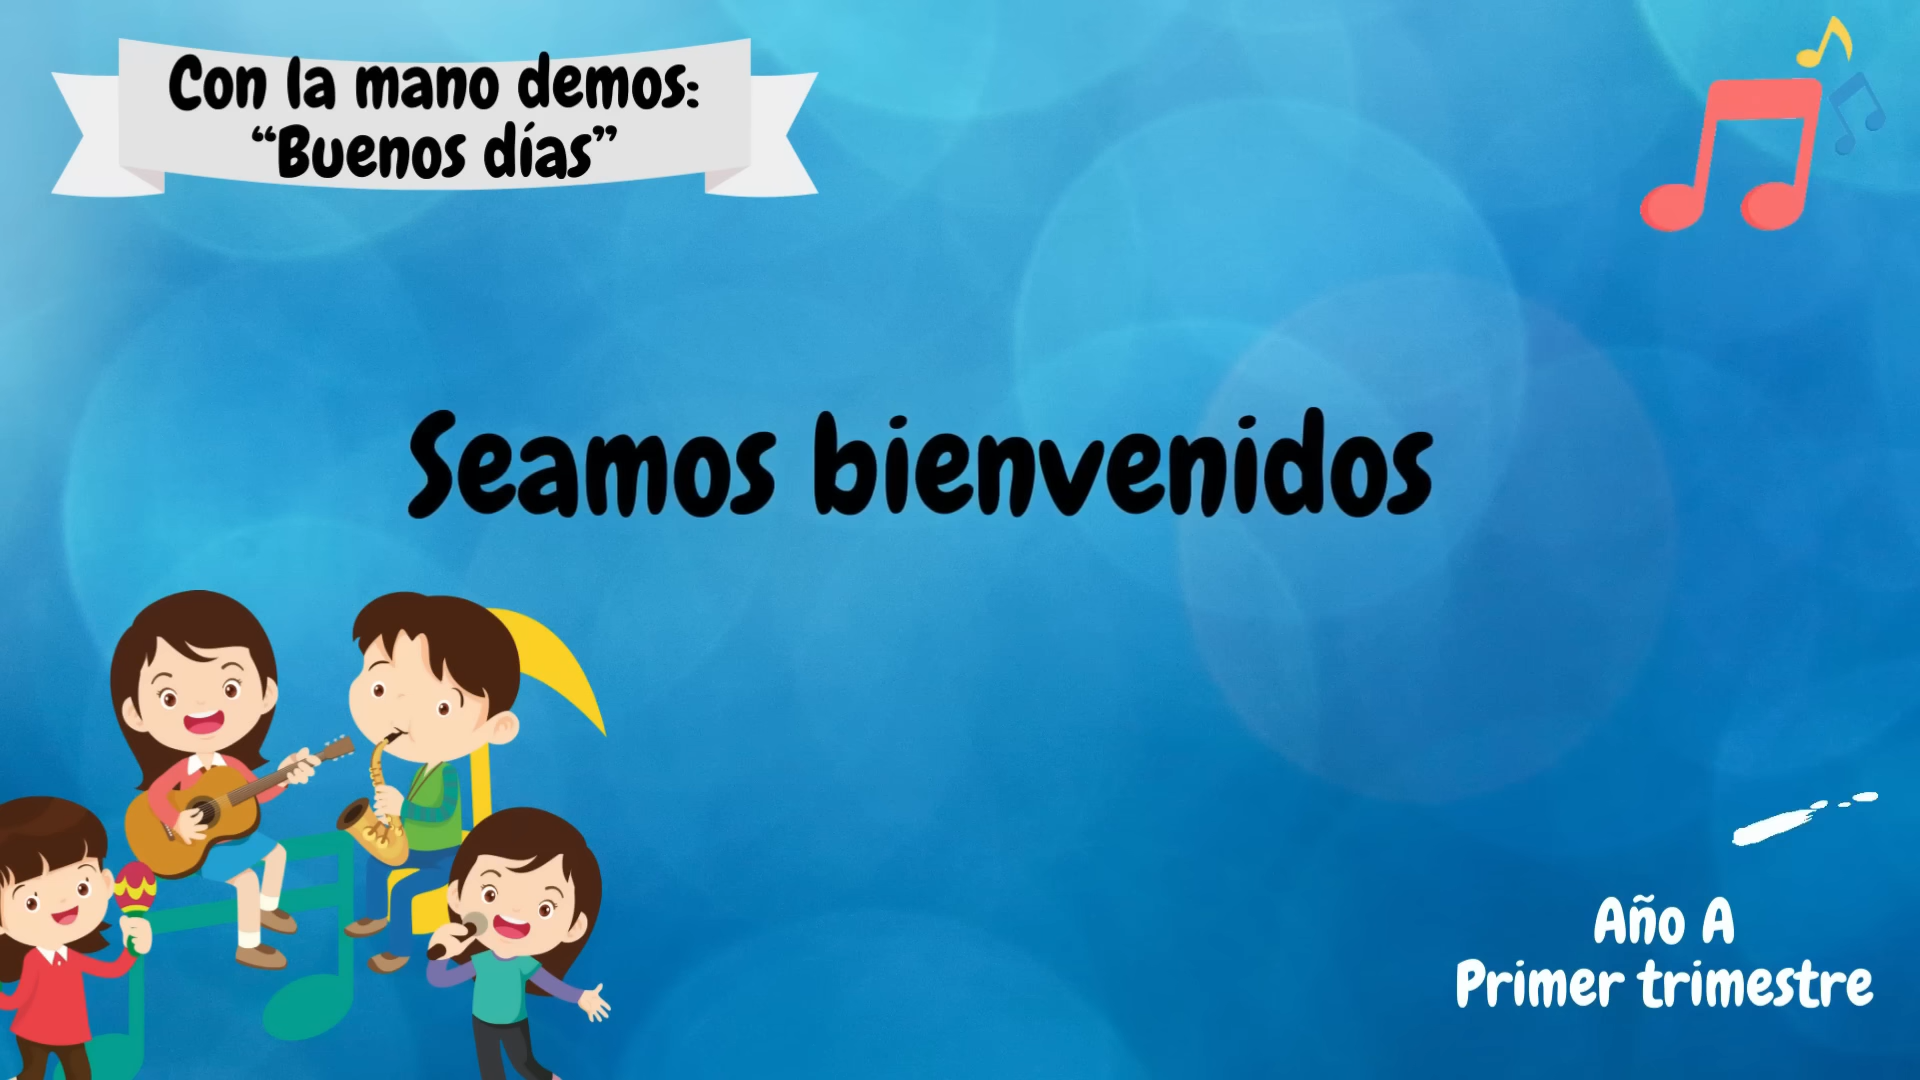 Con la mano demos:
“Buenos días”
Seamos bienvenidos
Año A
Primer trimestre